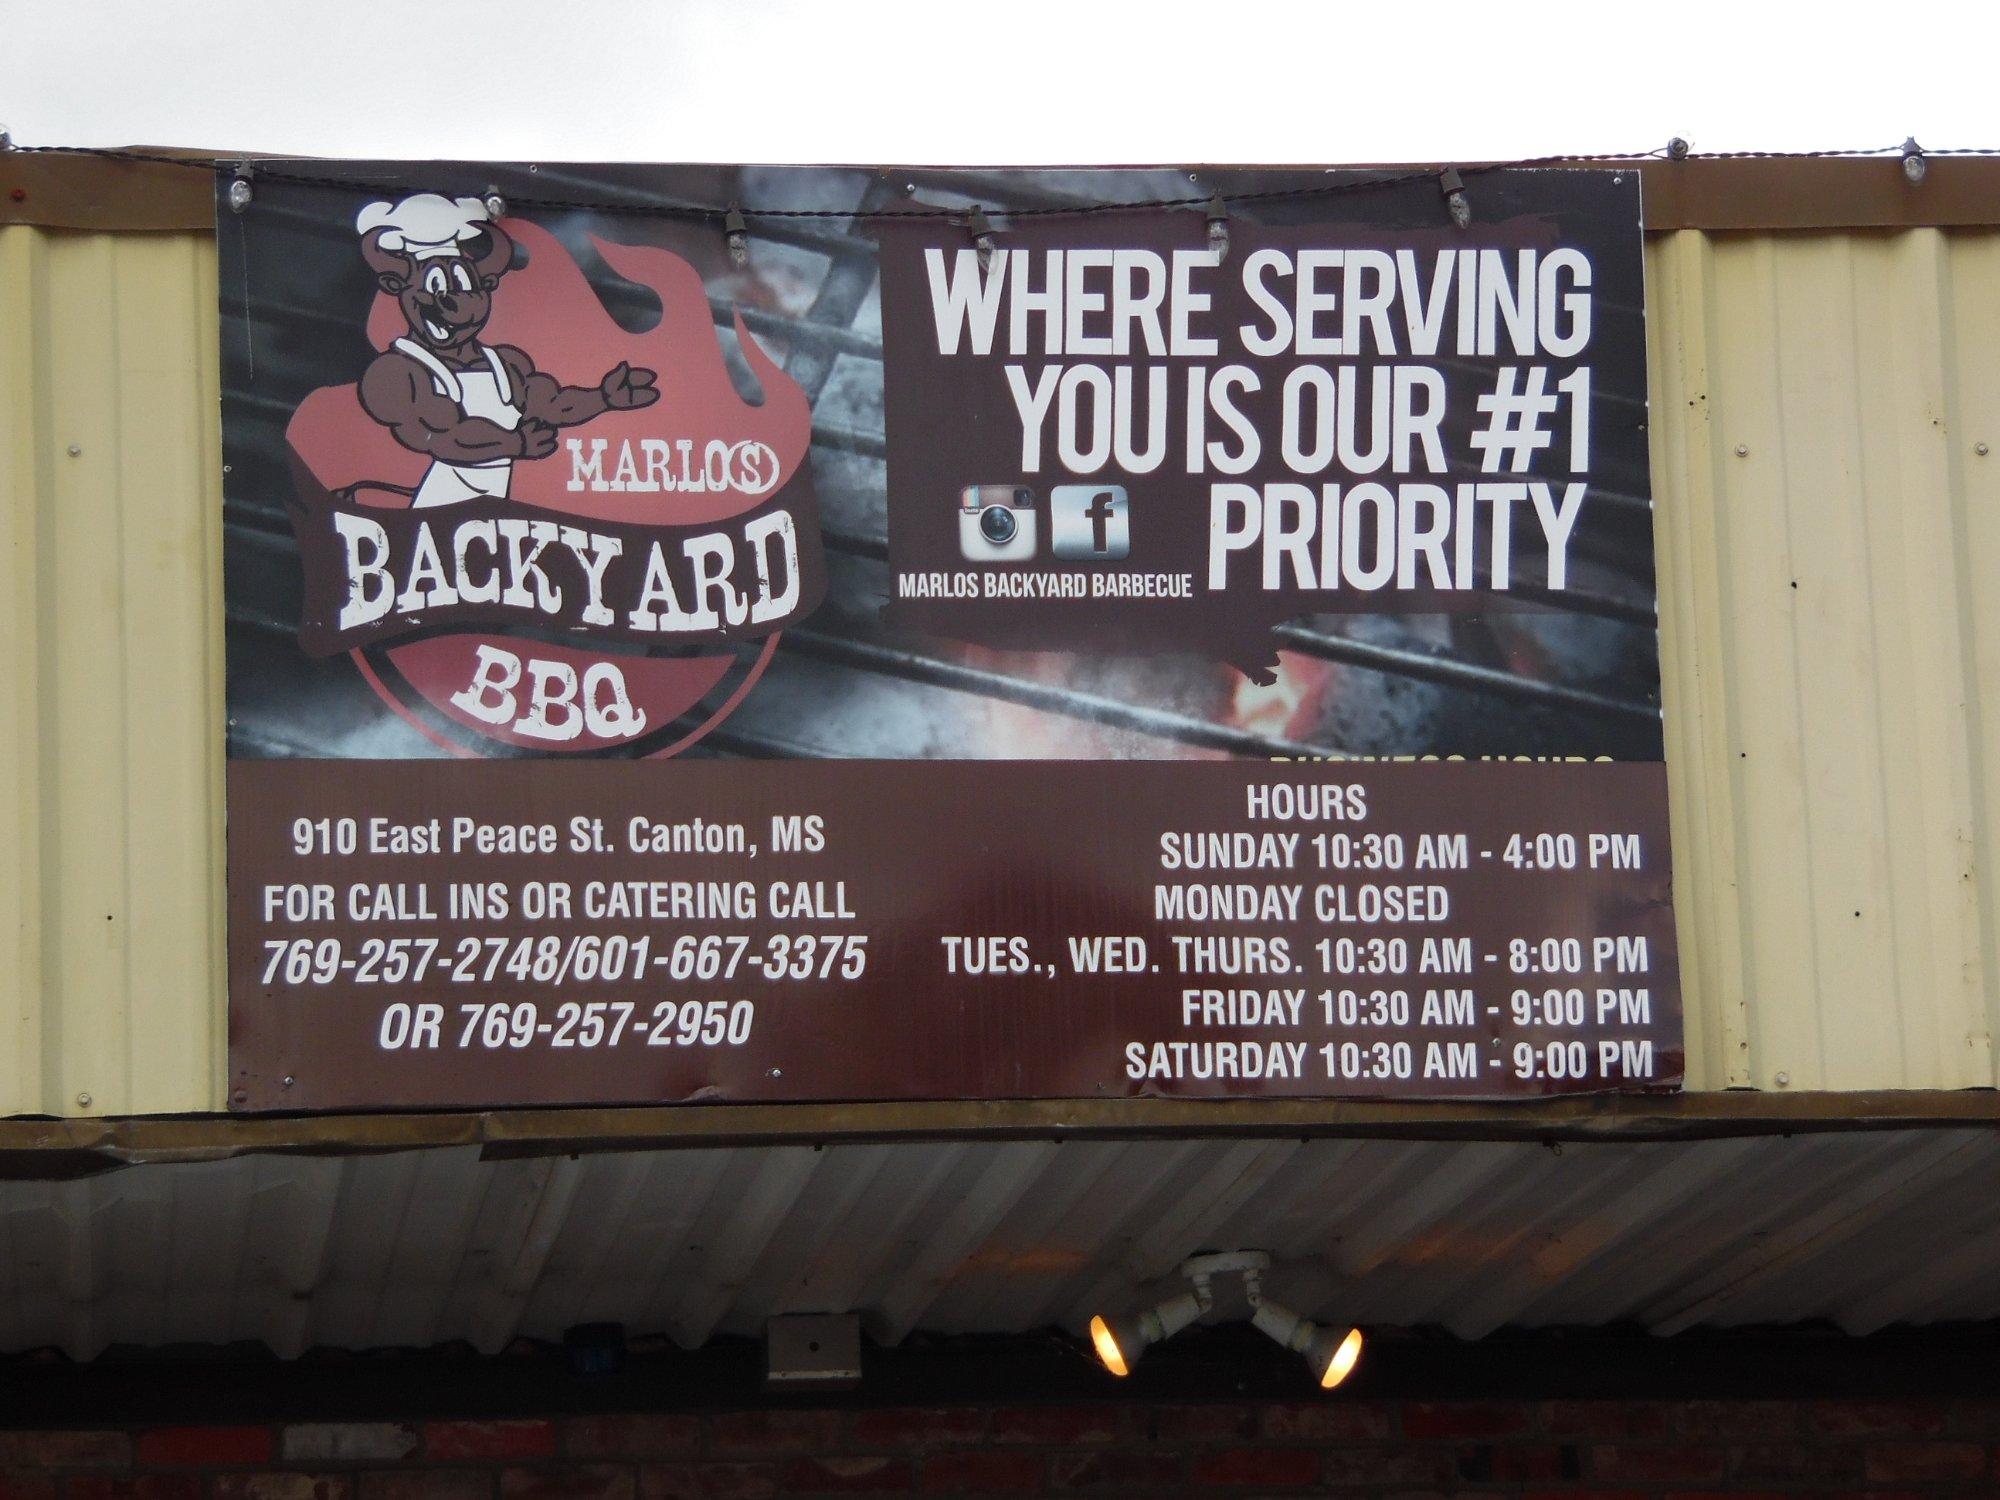 MARLO(S)
BACKYARD
BBQ
WHERE SERVING
YOU IS OUR #1
PRIORITY
MARLOS BACKYARD BARBECUE
910 East Peace St. Canton, MS
FOR CALL INS OR CATERING CALL
769-257-2748/601-667-3375
OR 769-257-2950
HOURS
SUNDAY 10:30 AM - 4:00 PM
MONDAY CLOSED
TUES., WED. THURS. 10:30 AM - 8:00 PM
FRIDAY 10:30 AM - 9:00 PM
SATURDAY 10:30 AM - 9:00 PM